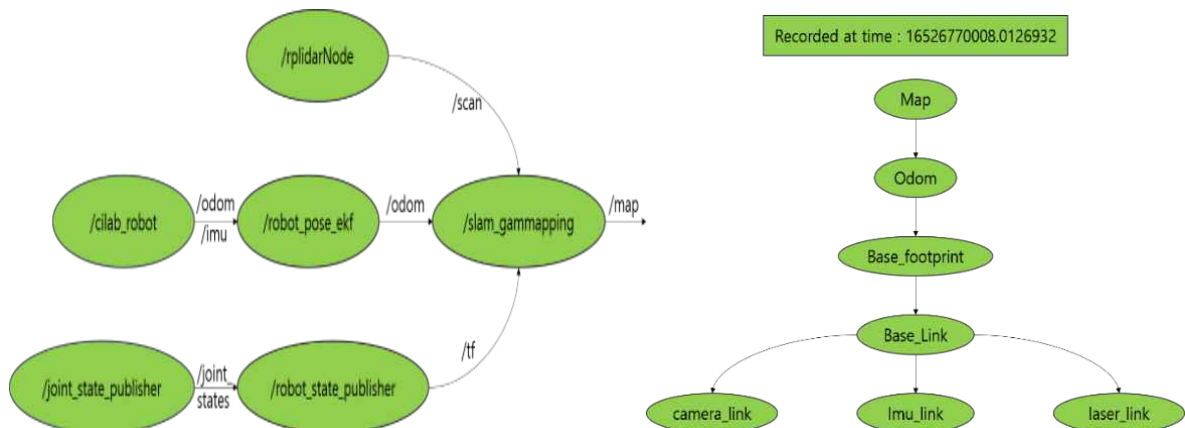 /rplidarNode
/scan
/cilab_robot
/odom
/imu
/robot_pose_ekf
/odom
/slam_gammapping
/map
/joint_state_publisher
/joint_
states
/robot_state_publisher
/tf
Recorded at time : 16526770008.0126932
Map
Odom
Base_footprint
Base_Link
camera_link
Imu_link
laser_link